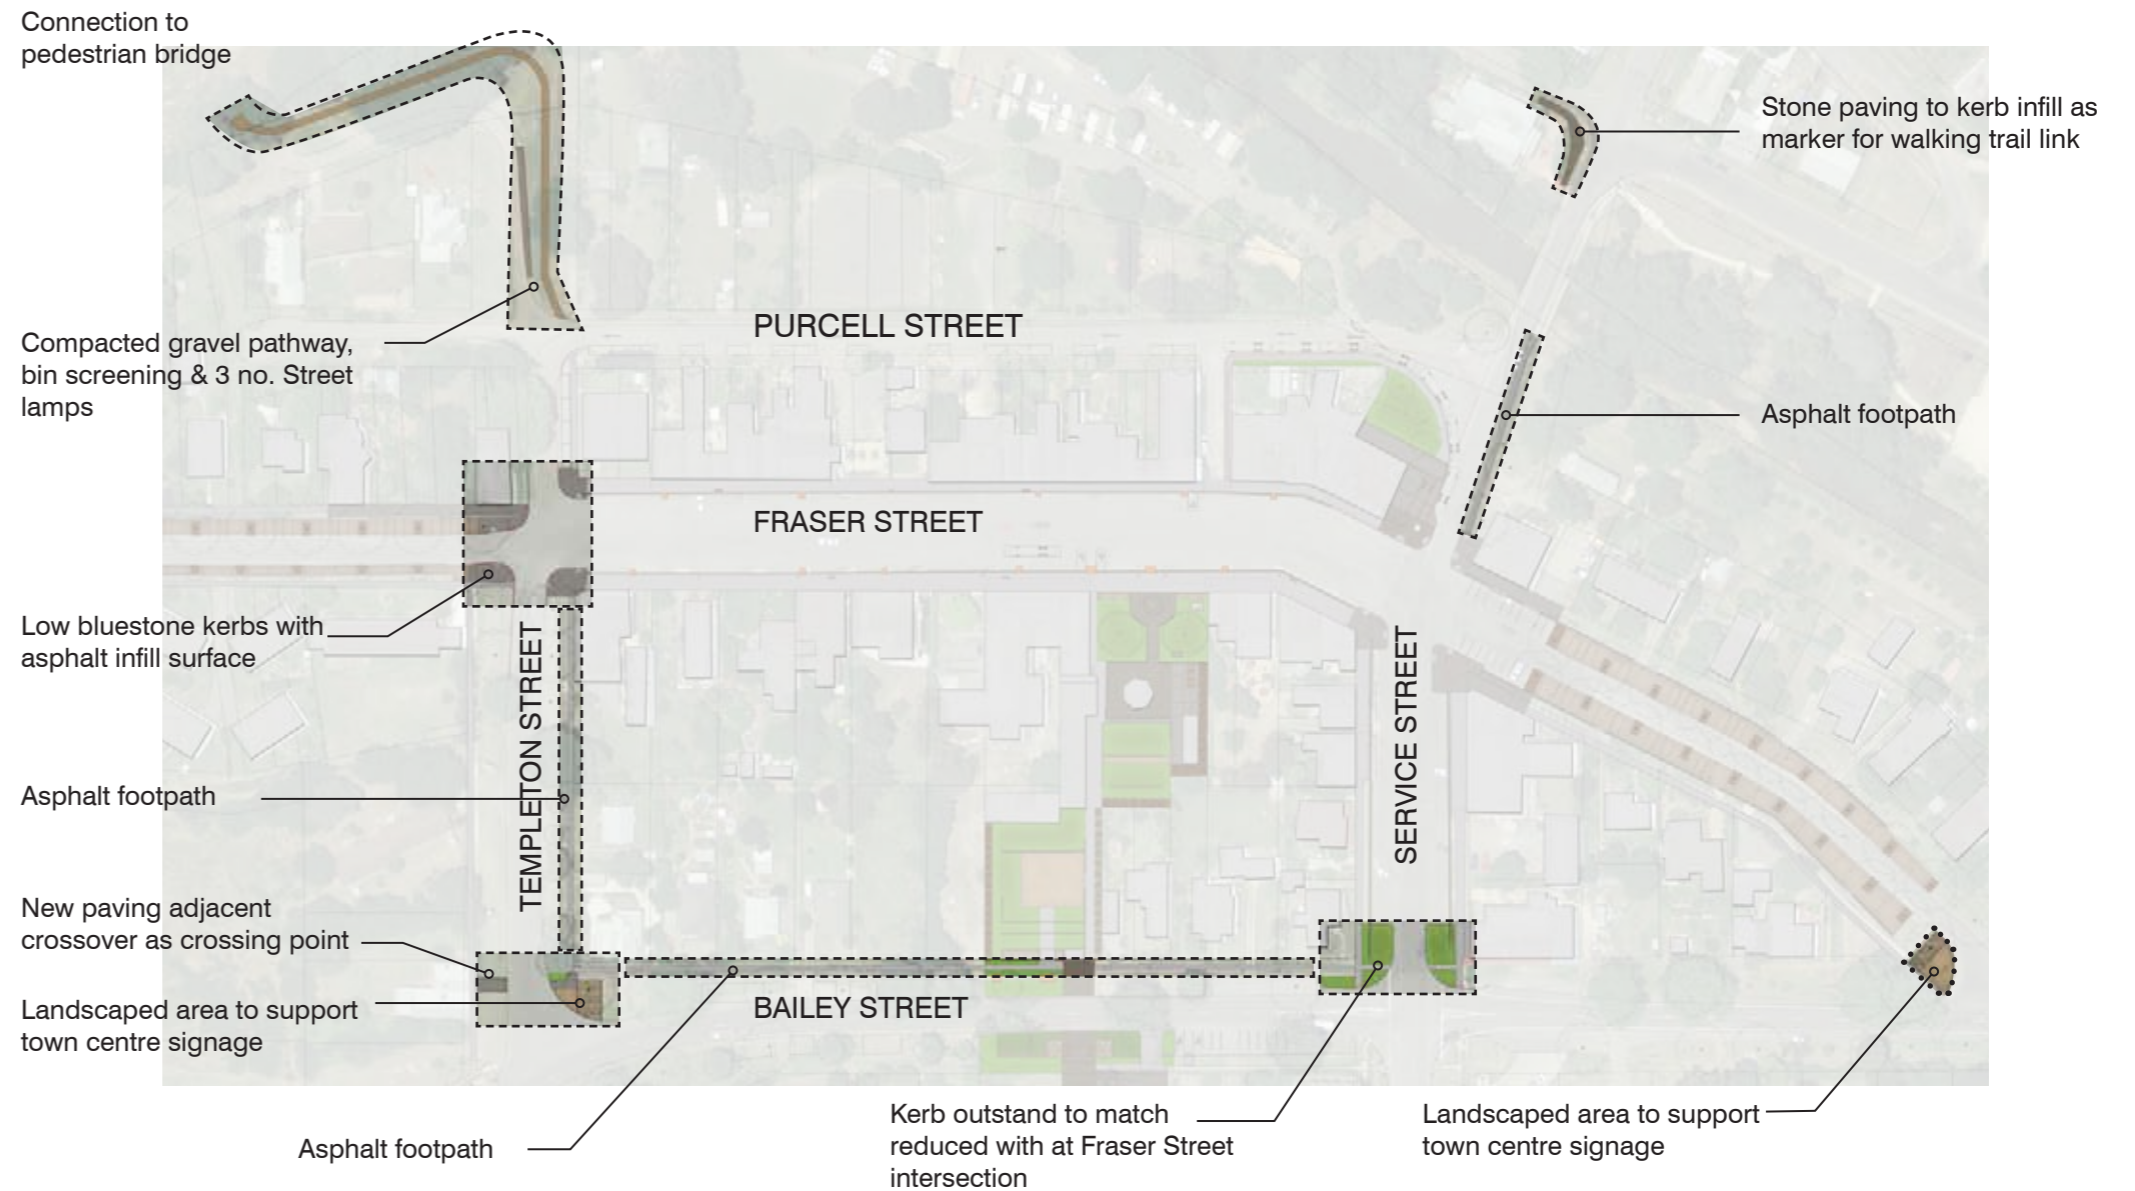 Connection to
pedestrian bridge
Stone paving to kerb infill as
marker for walking trail link
PURCELL STREET
Compacted gravel pathway,
bin screening & 3 no. Street
lamps
Asphalt footpath
FRASER STREET
Low bluestone kerbs with
asphalt infill surface
TEMPLETON STREET
SERVICE STREET
Asphalt footpath
New paving adjacent
crossover as crossing point
Landscaped area to support
town centre signage
BAILEY STREET
Asphalt footpath
Kerb outstand to match
reduced with at Fraser Street
intersection
Landscaped area to support
town centre signage